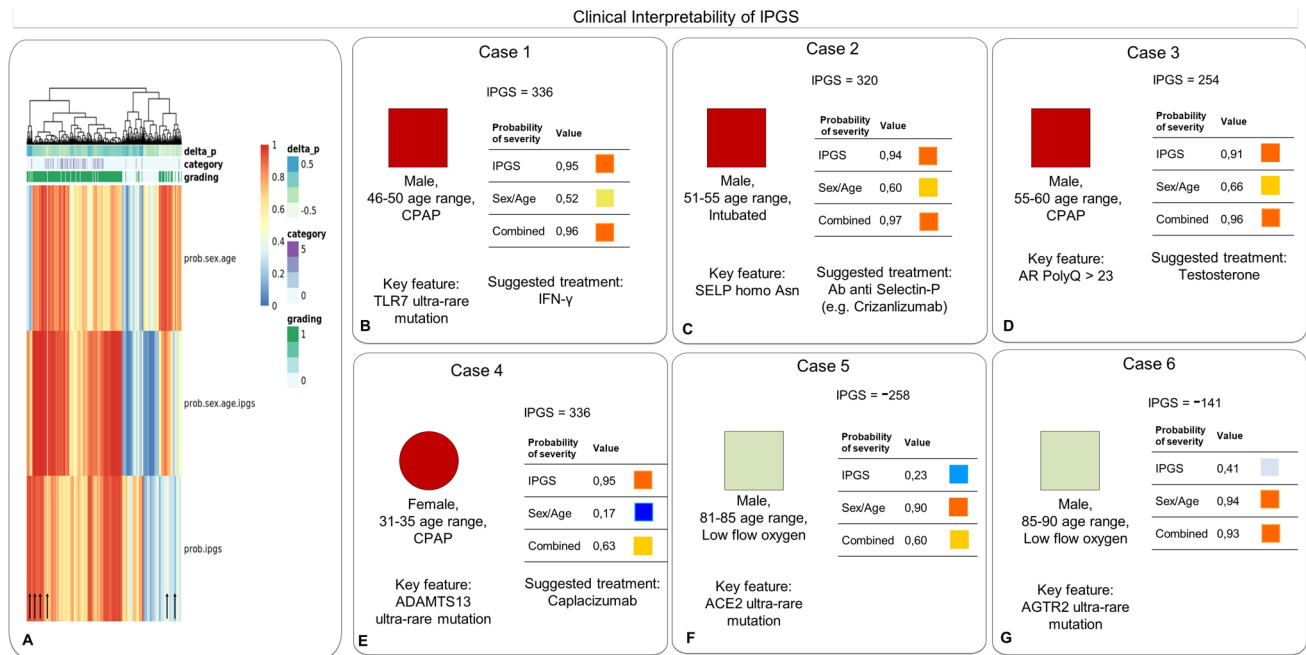 Clinical Interpretability of IPGS
delta_p
category
grading
prob.sex.age
prob.sex.age.ipgs
prob.ipgs
1
0.8
0.6
0.4
0.2
0
delta_p
0.5
-0.5
category
5
0
grading
1
0
A
Case 1
IPGS = 336
Male,
46-50 age range,
CPAP
Probability
of severity Value
IPGS 0,95
Sex/Age 0,52
Combined 0,96
Key feature:
TLR7 ultra-rare
mutation
Suggested treatment:
IFN-γ
B
Case 2
IPGS = 320
Male,
51-55 age range,
Intubated
Probability
of severity Value
IPGS 0,94
Sex/Age 0,60
Combined 0,97
Key feature:
SELP homo Asn
Suggested treatment:
Ab anti Selectin-P
(e.g. Crizanlizumab)
C
Case 3
IPGS = 254
Male,
55-60 age range,
CPAP
Probability
of severity Value
IPGS 0,91
Sex/Age 0,66
Combined 0,96
Key feature:
AR PolyQ > 23
Suggested treatment:
Testosterone
D
Case 4
IPGS = 336
Female,
31-35 age range,
CPAP
Probability
of severity Value
IPGS 0,95
Sex/Age 0,17
Combined 0,63
Key feature:
ADAMTS13
ultra-rare mutation
Suggested treatment:
Caplacizumab
E
Case 5
IPGS = −258
Male,
81-85 age range,
Low flow oxygen
Probability
of severity Value
IPGS 0,23
Sex/Age 0,90
Combined 0,60
Key feature:
ACE2 ultra-rare
mutation
F
Case 6
IPGS = −141
Male,
85-90 age range,
Low flow oxygen
Probability
of severity Value
IPGS 0,41
Sex/Age 0,94
Combined 0,93
Key feature:
AGTR2 ultra-rare
mutation
G